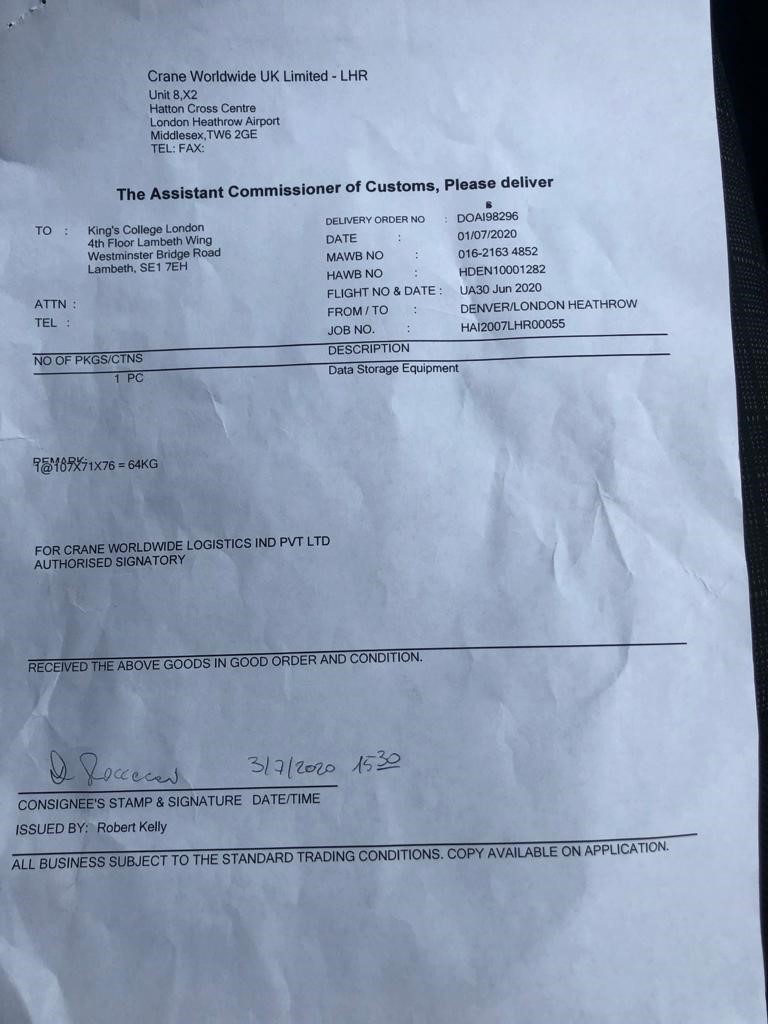 Crane Worldwide UK Limited - LHR
Unit 8,X2
Hatton Cross Centre
London Heathrow Airport
Middlesex,TW6 2GE
TEL: FAX:
The Assistant Commissioner of Customs, Please deliver
TO : King's College London
4th Floor Lambeth Wing
Westminster Bridge Road
Lambeth, SE1 7EH
ATTN :
TEL :
DELIVERY ORDER NO : DOAI98296
DATE : 01/07/2020
MAWB NO : 016-2163 4852
HAWB NO : HDEN10001282
FLIGHT NO & DATE : UA30 Jun 2020
FROM / TO : DENVER/LONDON HEATHROW
JOB NO. : HAI2007LHR00055
NO OF PKGS/CTNS DESCRIPTION
1 PC Data Storage Equipment
REMARK:
1@107X71X76 = 64KG
FOR CRANE WORLDWIDE LOGISTICS IND PVT LTD
AUTHORISED SIGNATORY
RECEIVED THE ABOVE GOODS IN GOOD ORDER AND CONDITION.
3/7/2020 1530
CONSIGNEE'S STAMP & SIGNATURE DATE/TIME
ISSUED BY: Robert Kelly
ALL BUSINESS SUBJECT TO THE STANDARD TRADING CONDITIONS. COPY AVAILABLE ON APPLICATION.